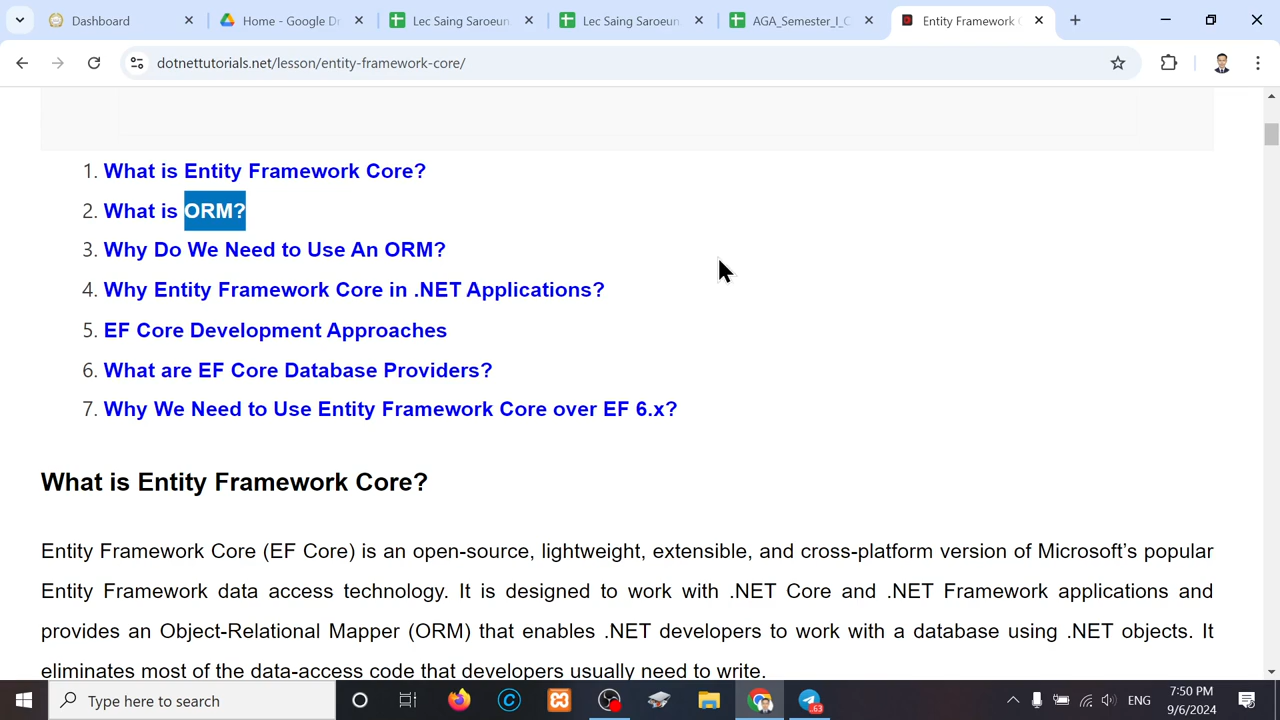 Dashboard
Home - Google Dr
Lec Saing Saroeun
Lec Saing Saroeun
AGA_Semester_I_C
Entity Framework C
dotnettutorials.net/lesson/entity-framework-core/
1. What is Entity Framework Core?
2. What is ORM?
3. Why Do We Need to Use An ORM?
4. Why Entity Framework Core in .NET Applications?
5. EF Core Development Approaches
6. What are EF Core Database Providers?
7. Why We Need to Use Entity Framework Core over EF 6.x?
What is Entity Framework Core?
Entity Framework Core (EF Core) is an open-source, lightweight, extensible, and cross-platform version of Microsoft’s popular
Entity Framework data access technology. It is designed to work with .NET Core and .NET Framework applications and
provides an Object-Relational Mapper (ORM) that enables .NET developers to work with a database using .NET objects. It
eliminates most of the data-access code that developers usually need to write.
Type here to search
63
ENG
7:50 PM
9/6/2024